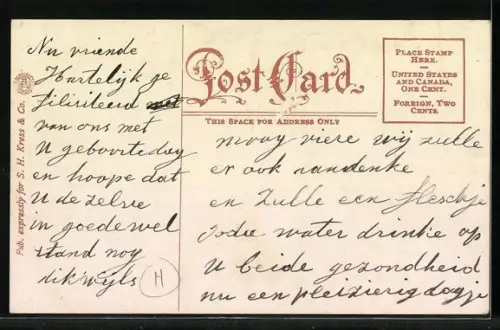 Nu vriende
Hartelijk ge
filisiteerd met
van ons met
U geboortedag
en hoope dat
U de zelve
in goede wel
stand nog
dikwyls
H
Pub. expressly for S. H. Kress & Co.
Post Card.
THIS SPACE FOR ADDRESS ONLY
PLACE STAMP
HERE.
UNITED STATES
AND CANADA,
ONE CENT.
FOREIGN, TWO
CENTS.
moog viere wij zulle
er ook aandenke
en Zulle een fleschje
soda water drinke op
U beide gezondheid
nu een pleizierig dagje